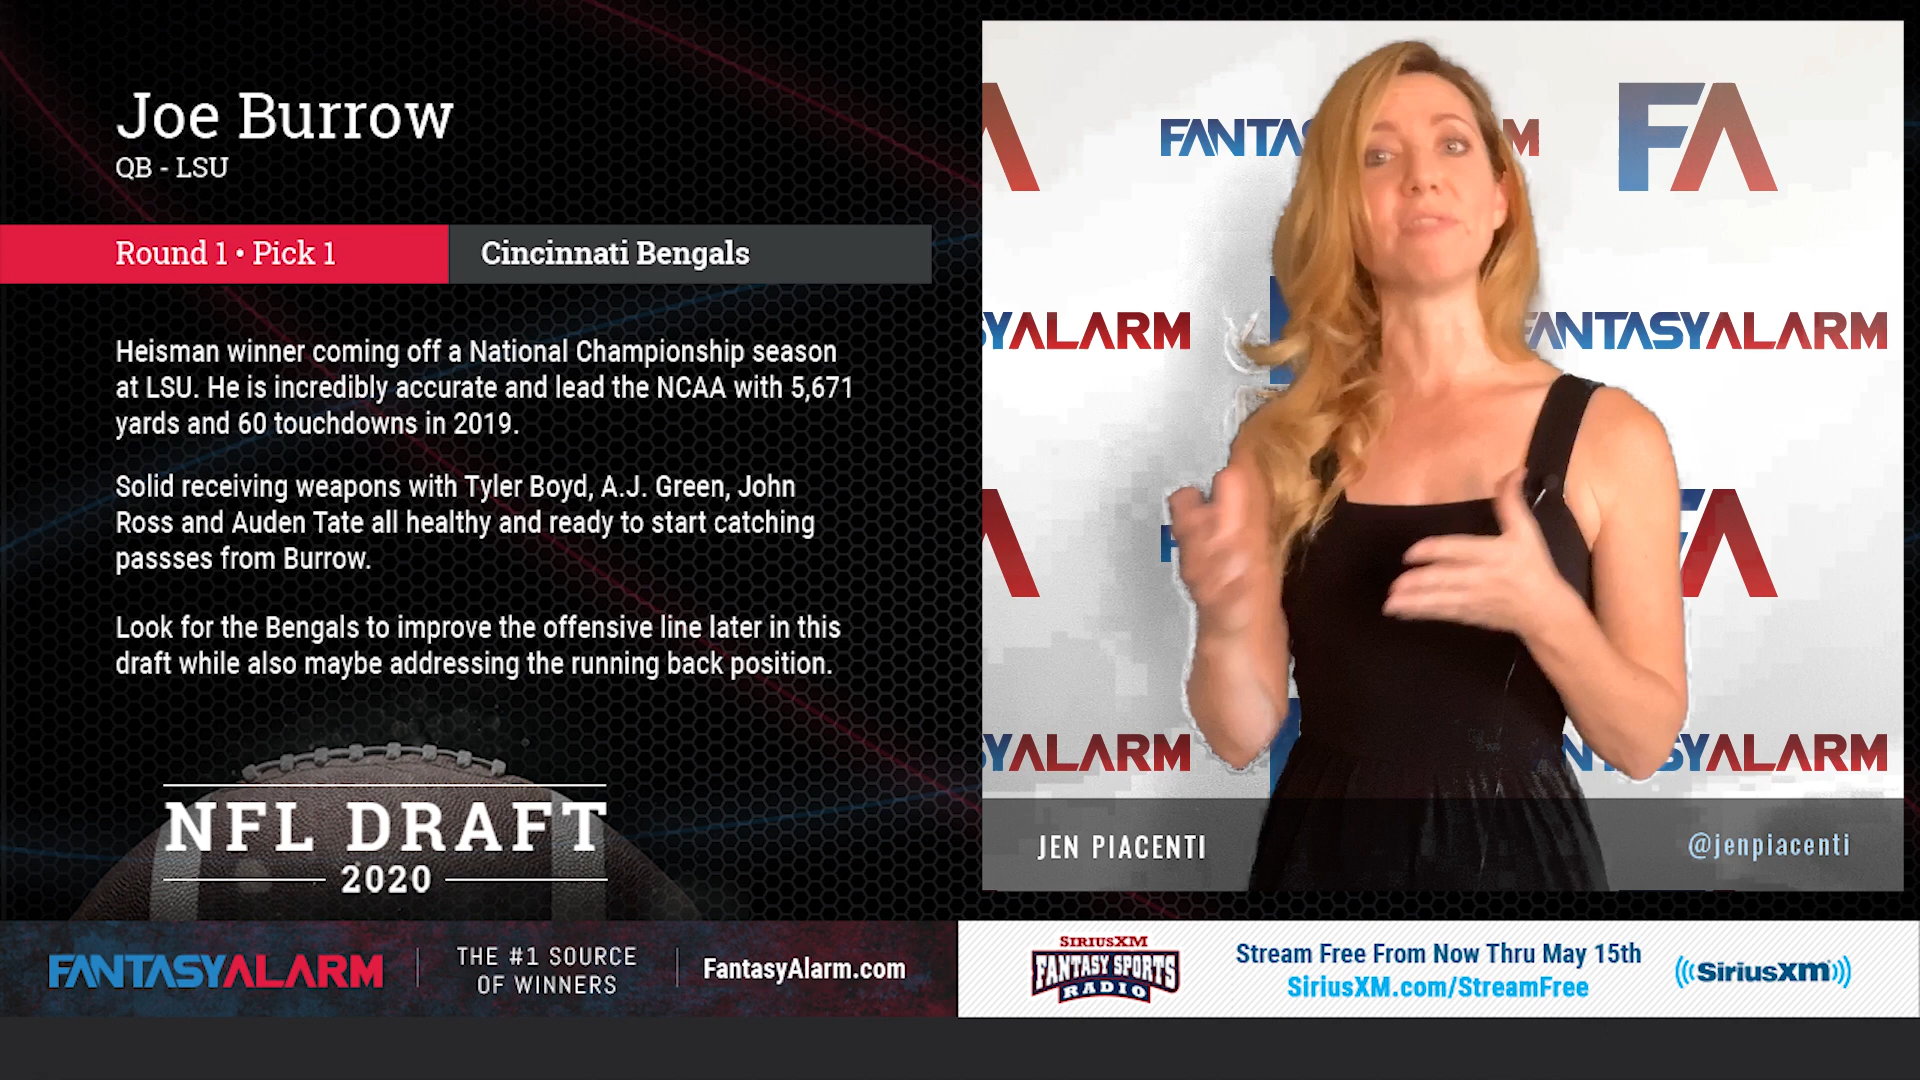 Joe Burrow
QB - LSU
Round 1 • Pick 1
Cincinnati Bengals
Heisman winner coming off a National Championship season
at LSU. He is incredibly accurate and lead the NCAA with 5,671
yards and 60 touchdowns in 2019.
Solid receiving weapons with Tyler Boyd, A.J. Green, John
Ross and Auden Tate all healthy and ready to start catching
passses from Burrow.
Look for the Bengals to improve the offensive line later in this
draft while also maybe addressing the running back position.
NFL DRAFT
2020
FANTA M
FA
YALARM
FANTASYALARM
FA
YALARM
SYALARM
JEN PIACENTI
@jenpiacenti
FANTASYALARM
THE #1 SOURCE
OF WINNERS
FantasyAlarm.com
SIRIUSXM
FANTASY SPORTS
RADIO
Stream Free From Now Thru May 15th
SiriusXM.com/StreamFree
SiriusXM